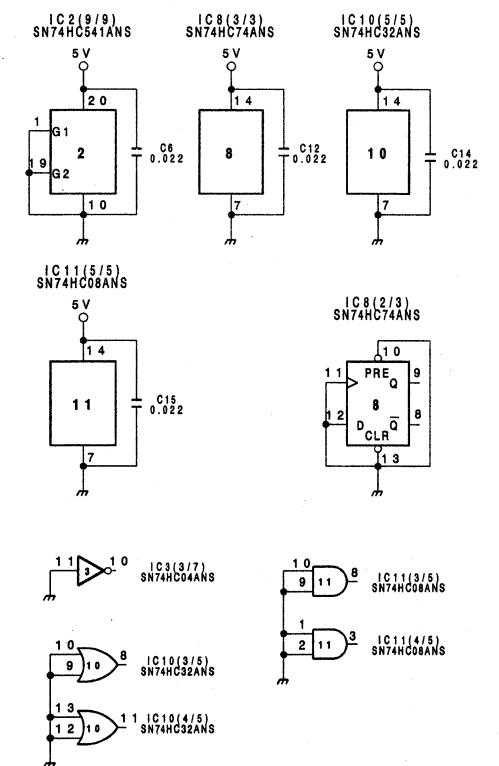 IC2(9/9) IC8(3/3) IC10(5/5)
SN74HC541ANS SN74HC74ANS SN74HC32ANS
5V 5V 5V
20 14 14
1 G1
2 C6 8 C12 10 C14
0.022 0.022 0.022
19 G2
10 7 7
IC11(5/5)
SN74HC08ANS
5V
14
11 C15
0.022
7
IC8(2/3)
SN74HC74ANS
10
11 PRE Q 9
8
12 D Q 8
CLR
13
11 3 10 IC3(3/7)
SN74HC04ANS
10 8 IC11(3/5)
9 11 SN74HC08ANS
1 3 IC11(4/5)
2 11 SN74HC08ANS
10 8 IC10(3/5)
9 10 SN74HC32ANS
13 11 IC10(4/5)
12 10 SN74HC32ANS